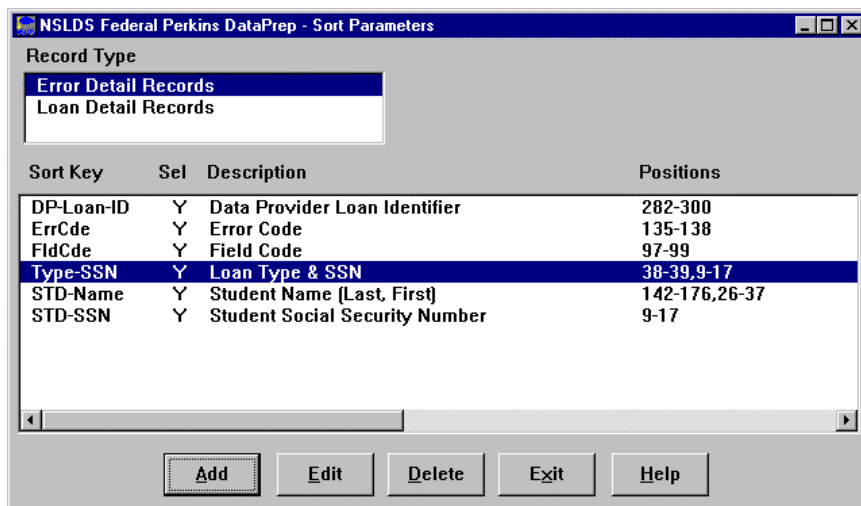 NSLDS Federal Perkins DataPrep - Sort Parameters
Record Type
Error Detail Records
Loan Detail Records
Sort Key Sel Description Positions
DP-Loan-ID Y Data Provider Loan Identifier 282-300
ErrCde Y Error Code 135-138
FldCde Y Field Code 97-99
Type-SSN Y Loan Type & SSN 38-39,9-17
STD-Name Y Student Name (Last, First) 142-176,26-37
STD-SSN Y Student Social Security Number 9-17
Add Edit Delete Exit Help